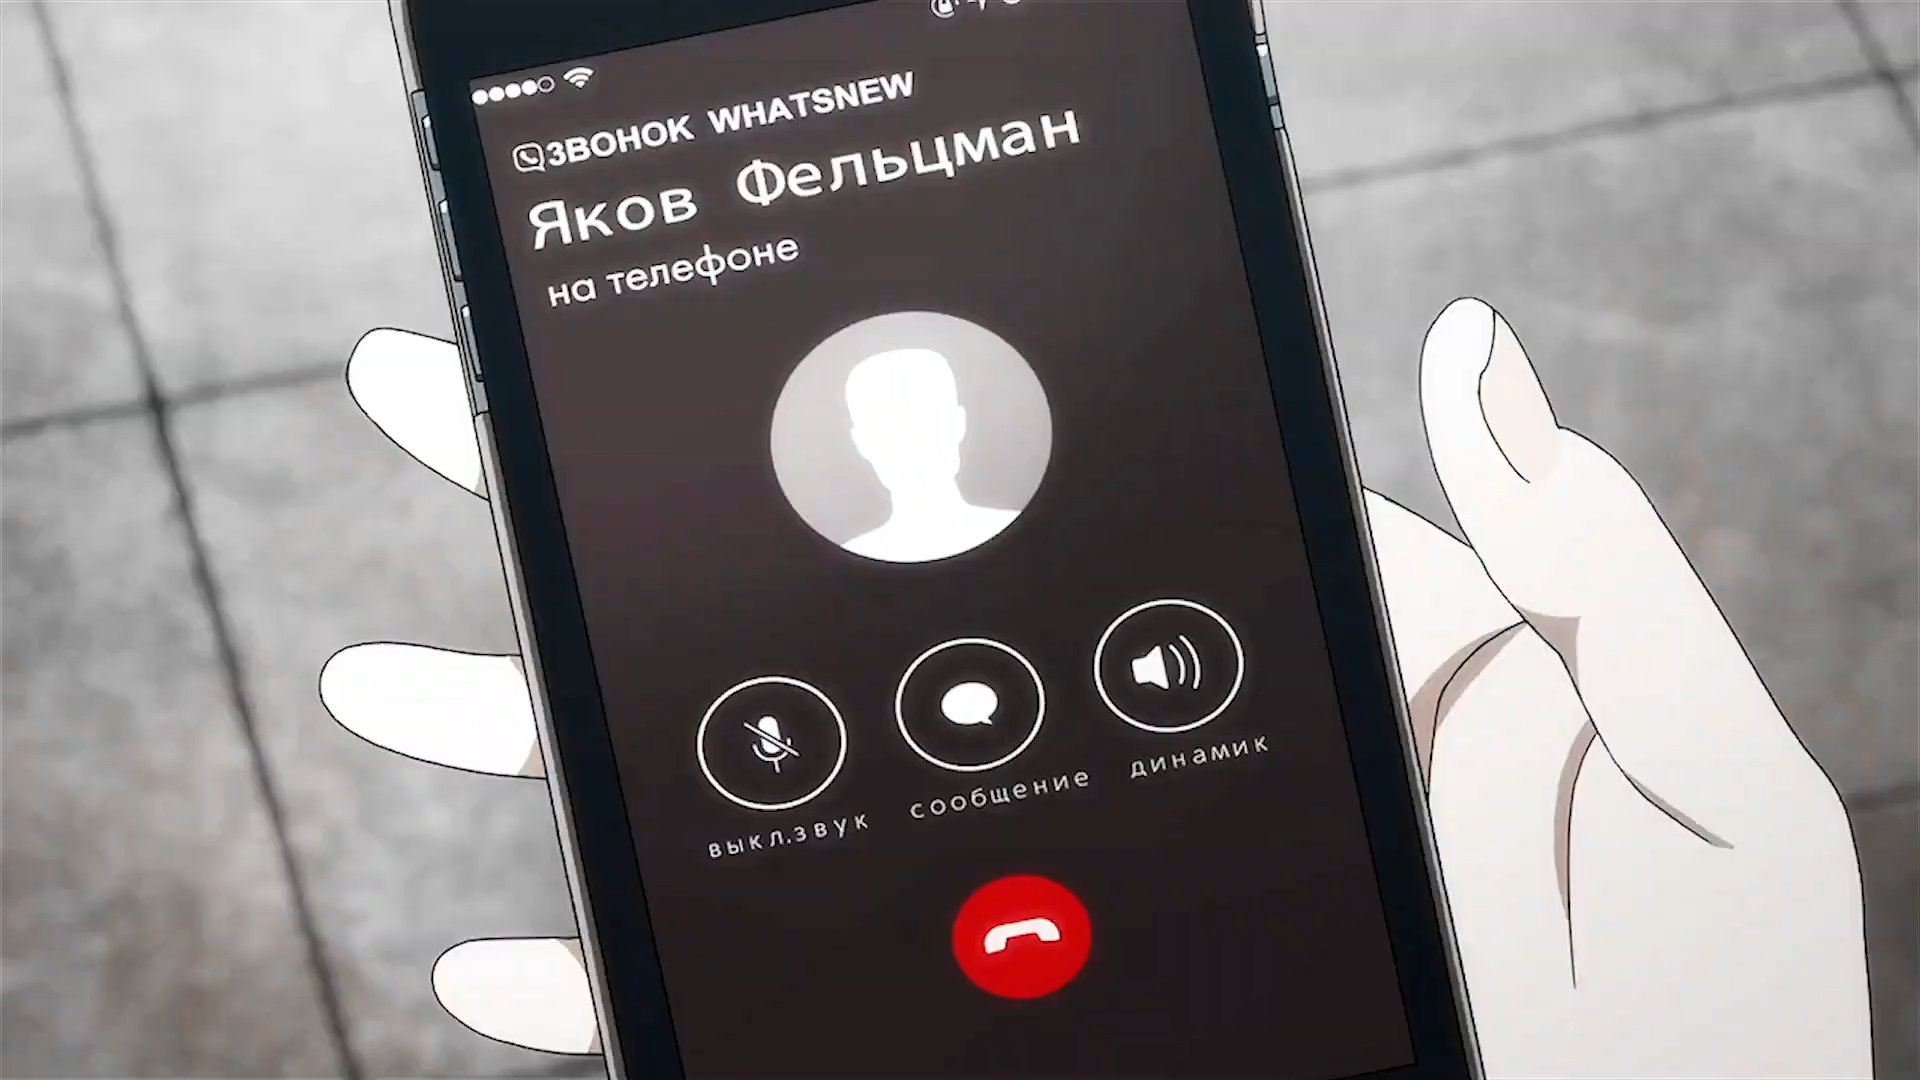 ЗВОНОК WHATSNEW
Яков Фельцман
на телефоне
выкл.звук
сообщение
динамик